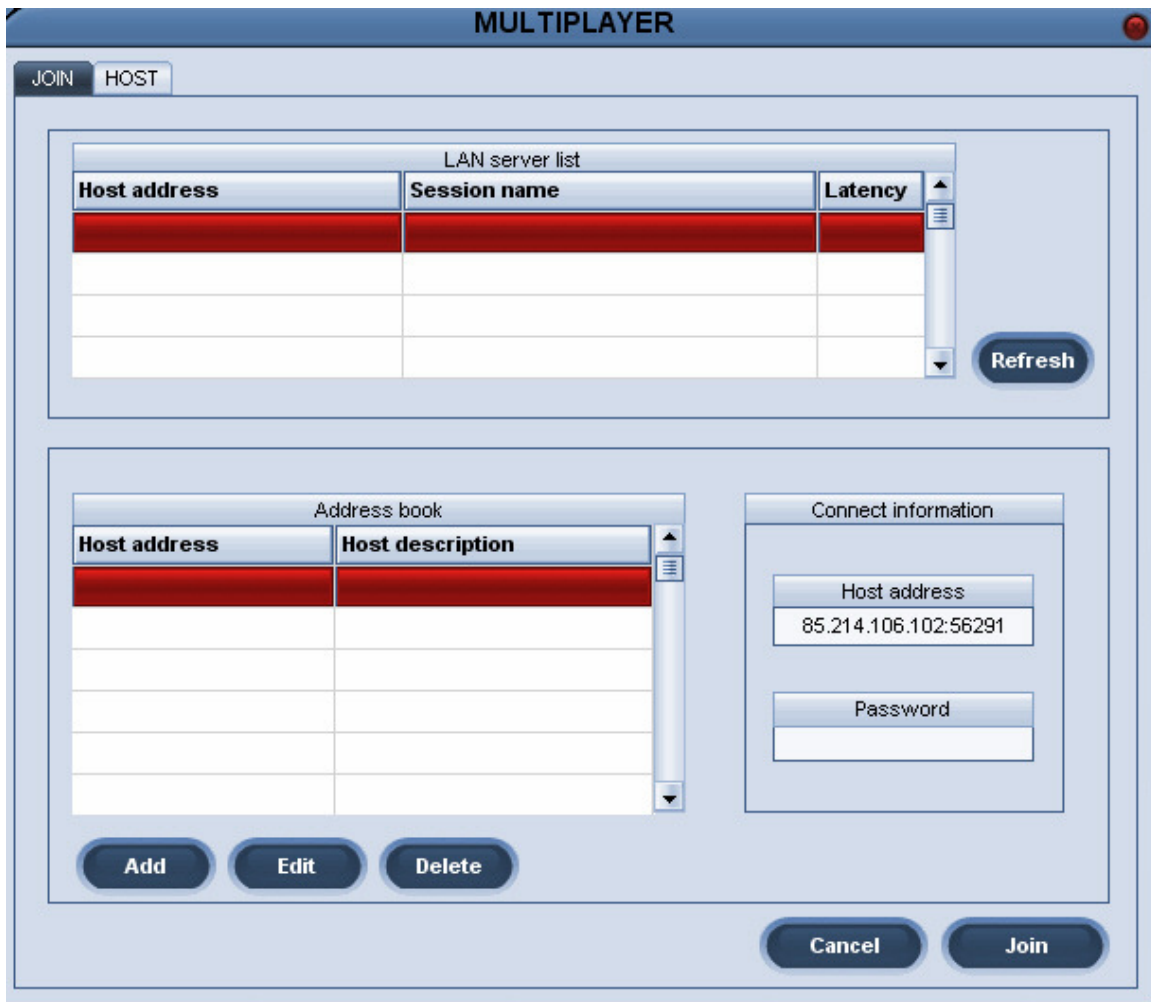 MULTIPLAYER
JOIN HOST
LAN server list
Host address Session name Latency
Refresh
Address book
Host address Host description
Connect information
Host address
85.214.106.102:56291
Password
Add Edit Delete
Cancel Join